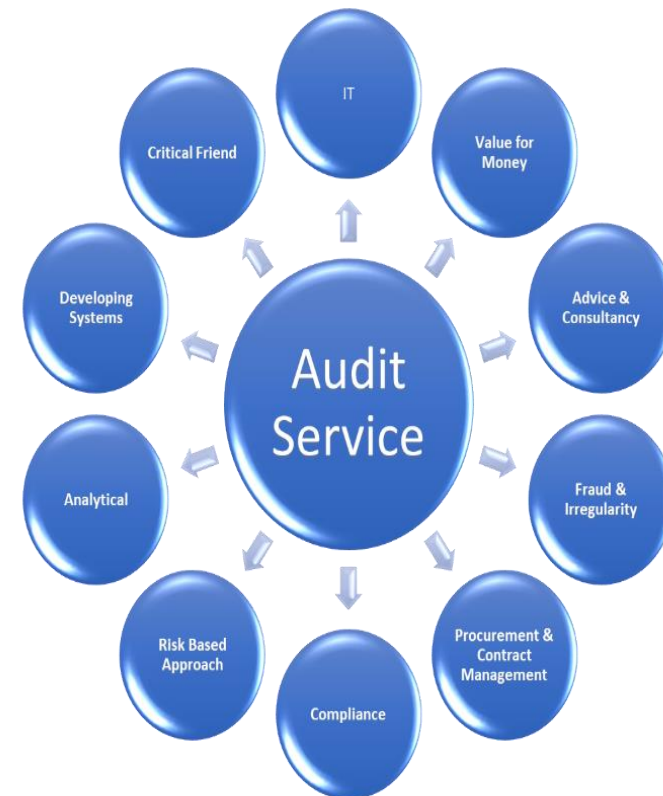 IT
Value for
Money
Advice &
Consultancy
Fraud &
Irregularity
Procurement &
Contract
Management
Compliance
Risk Based
Approach
Analytical
Developing
Systems
Critical Friend
Audit
Service